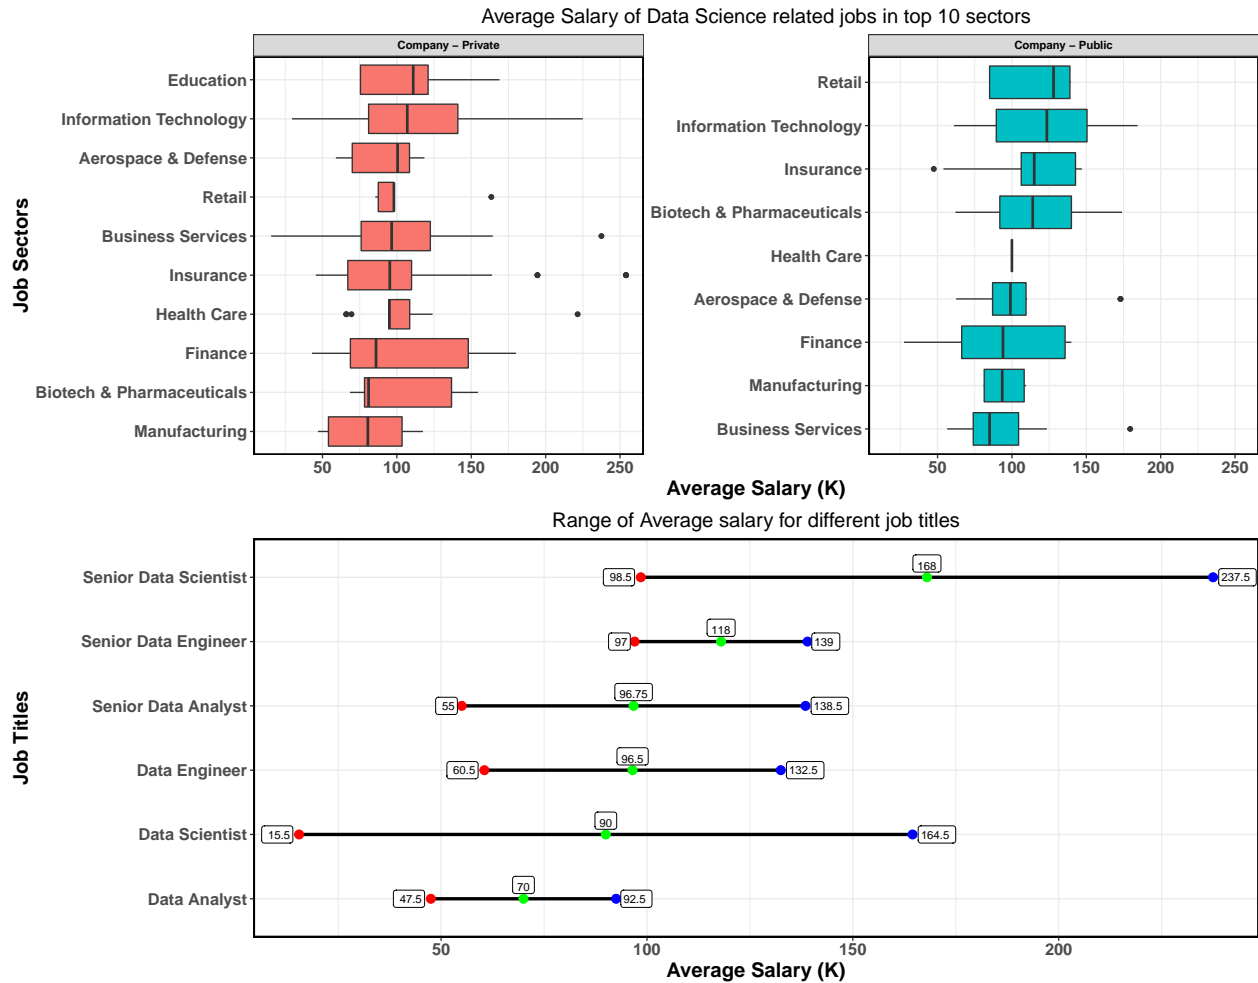 Average Salary of Data Science related jobs in top 10 sectors
Company – Private
Company – Public
Job Sectors
Education
Information Technology
Aerospace & Defense
Retail
Business Services
Insurance
Health Care
Finance
Biotech & Pharmaceuticals
Manufacturing
50 100 150 200 250
Retail
Information Technology
Insurance
Biotech & Pharmaceuticals
Health Care
Aerospace & Defense
Finance
Manufacturing
Business Services
50 100 150 200 250
Average Salary (K)
Range of Average salary for different job titles
Job Titles
Senior Data Scientist
98.5 168 237.5
Senior Data Engineer
97 118 139
Senior Data Analyst
55 96.75 138.5
Data Engineer
60.5 96.5 132.5
Data Scientist
15.5 90 164.5
Data Analyst
47.5 70 92.5
50 100 150 200
Average Salary (K)